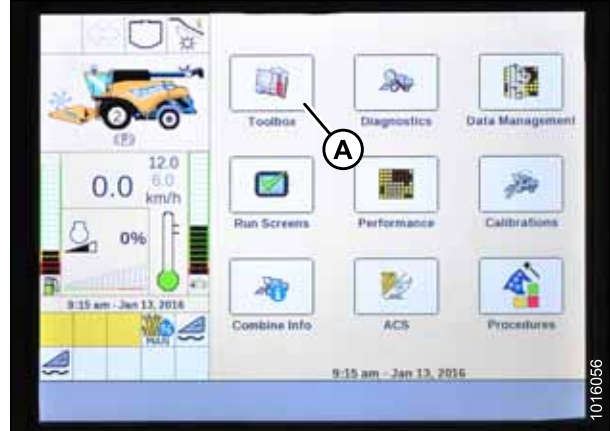 Toolbox
Diagnostics
Data Management
A
2
(P)
12.0
0.0
6.0
km/h
Run Screens
Performance
Calibrations
0%
9:15 am - Jan 13, 2016
Combine Info
ACS
Procedures
MAN
9:15 am - Jan 13, 2016
1016056